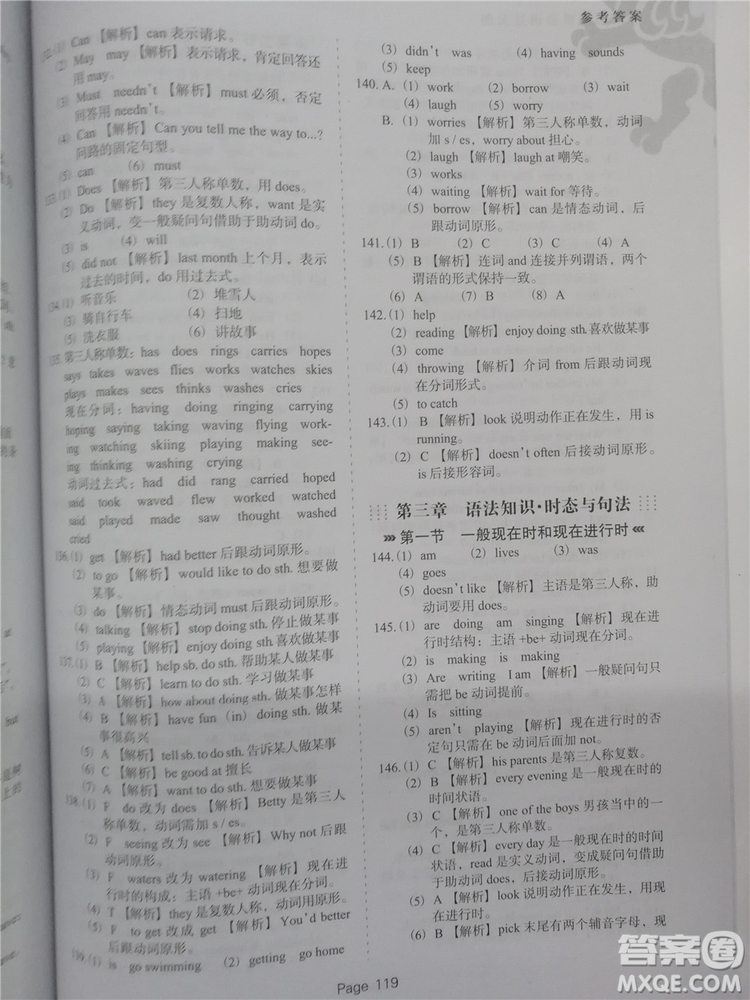 参考答案
132. (1) Can 【解析】can 表示请求。
(2) May may 【解析】may 表示请求，肯定回答还
用 may。
(3) Must needn't 【解析】must 必须，否定
回答用 needn't。
(4) Can 【解析】Can you tell me the way to...?
问路的固定句型。
(5) can (6) must
133. (1) Does 【解析】第三人称单数，用 does。
(2) Do 【解析】they 是复数人称，want 是实
义动词，变一般疑问句借助于助动词 do。
(3) is (4) will
(5) did not 【解析】last month 上个月，表示
过去的时间，do 用过去式。
134. (1) 听音乐 (2) 堆雪人
(3) 骑自行车 (4) 扫地
(5) 洗衣服 (6) 讲故事
135. 第三人称单数：has does rings carries hopes
says takes waves flies works watches skies
plays makes sees thinks washes cries
现在分词：having doing ringing carrying
hoping saying taking waving flying work-
ing watching skiing playing making see-
ing thinking washing crying
动词过去式：had did rang carried hoped
said took waved flew worked watched
skied played made saw thought washed
cried
136. (1) get 【解析】had better 后跟动词原形。
(2) to go 【解析】would like to do sth. 想要做
某事。
(3) do 【解析】情态动词 must 后跟动词原形。
(4) talking 【解析】stop doing sth. 停止做某事
(5) playing 【解析】enjoy doing sth. 喜欢做某事
137. (1) B 【解析】help sb. do sth. 帮助某人做某事
(2) C 【解析】learn to do sth. 学习做某事
(3) A 【解析】how about doing sth. 做某事怎样
(4) B 【解析】have fun (in) doing sth. 做某
事很高兴
(5) A 【解析】tell sb. to do sth. 告诉某人做某事
(6) C 【解析】be good at 擅长
(7) A 【解析】want to do sth. 想要做某事
138. (1) F do 改为 does 【解析】Betty 是第三人
称单数，动词需加 s / es。
(2) F seeing 改为 see 【解析】Why not 后跟
动词原形。
(3) F waters 改为 watering 【解析】现在进
行时的构成：主语 +be+ 动词现在分词。
(4) T 【解析】they 是复数人称，动词原形。
(5) F to get 改成 get 【解析】You'd better
后跟动词原形。
139. (1) is going swimming (2) getting go home
(3) didn't was (4) having sounds
(5) keep
140. A. (1) work (2) borrow (3) wait
(4) laugh (5) worry
B. (1) worries 【解析】第三人称单数，动词
加 s / es，worry about 担心。
(2) laugh 【解析】laugh at 嘲笑。
(3) works
(4) waiting 【解析】wait for 等待。
(5) borrow 【解析】can 是情态动词，后
跟动词原形。
141. (1) B (2) C (3) C (4) A
(5) B 【解析】连词 and 连接并列谓语，两个
谓语的形式保持一致。
(6) A (7) B (8) A
142. (1) help
(2) reading 【解析】enjoy doing sth.喜欢做某事
(3) come
(4) throwing 【解析】介词 from 后跟动词现
在分词形式。
(5) to catch
143. (1) B 【解析】look 说明动作正在发生，用 is
running。
(2) C 【解析】doesn't often 后接动词原形。
is 后接形容词。
第三章 语法知识·时态与句法
第一节 一般现在时和现在进行时
144. (1) am (2) lives (3) was
(4) goes
(5) doesn't like 【解析】主语是第三人称，助
动词要用 does。
145. (1) are doing am singing 【解析】现在进
行时结构：主语 +be+ 动词现在分词。
(2) is making is making
(3) Are writing I am 【解析】一般疑问句只
需把 be 动词提前。
(4) Is sitting
(5) aren't playing 【解析】现在进行时的否
定句只需在 be 动词后面加 not。
146. (1) C 【解析】his parents 是第三人称复数。
(2) B 【解析】every evening 是一般现在时的
时间状语。
(3) C 【解析】one of the boys 男孩当中的一
个，是第三人称单数。
(4) C 【解析】every day 是一般现在时的时间
状语，read 是实义动词，变成疑问句借助于
助动词。
(5) A 【解析】look 说明动作正在发生，用现
在进行时。
(6) B 【解析】pick 末尾有两个辅音字母，现
Page 119
答案圈
MXQE.COM